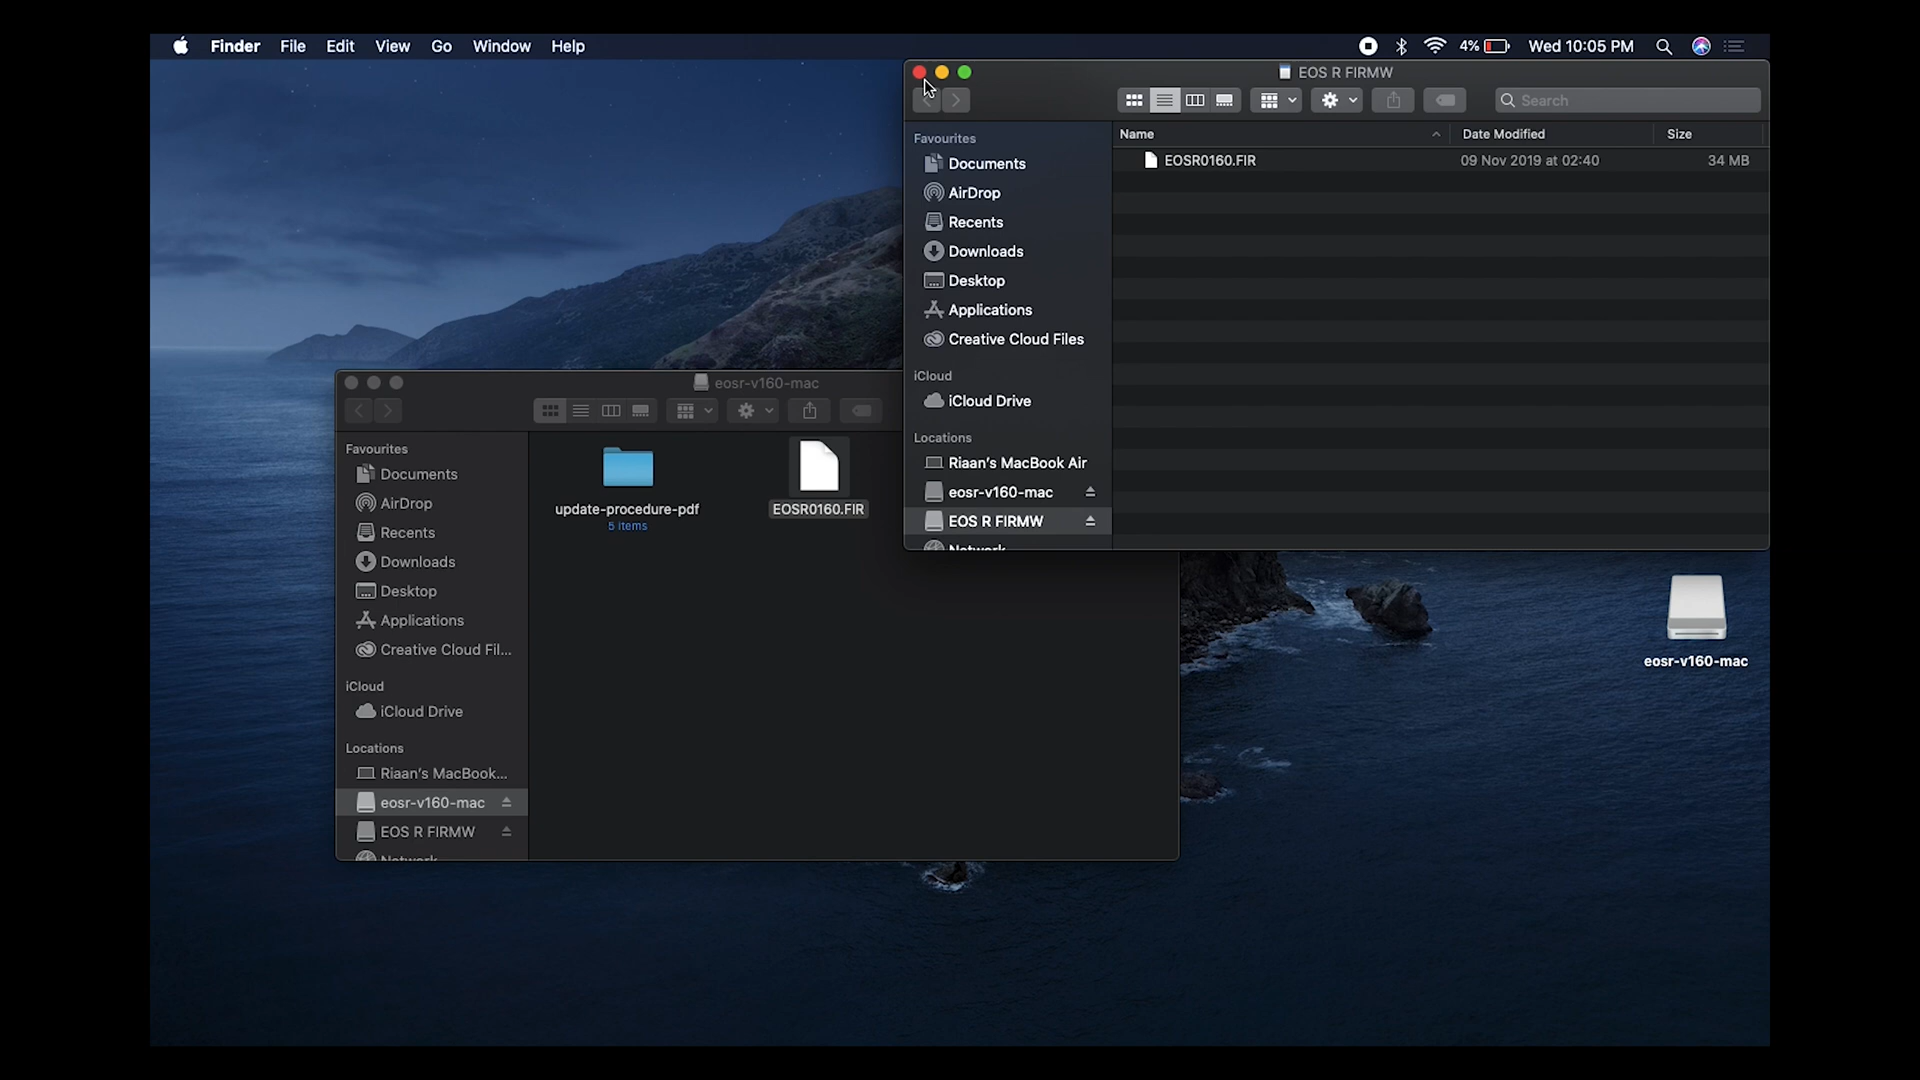 Finder File Edit View Go Window Help
4% Wed 10:05 PM
EOS R FIRMW
Search
Name Date Modified Size
EOSR0160.FIR 09 Nov 2019 at 02:40 34 MB
Favourites
Documents
AirDrop
Recents
Downloads
Desktop
Applications
Creative Cloud Files
iCloud
iCloud Drive
Locations
Riaan's MacBook Air
eosr-v160-mac
EOS R FIRMW
Network
eosr-v160-mac
Favourites
Documents
AirDrop
Recents
Downloads
Desktop
Applications
Creative Cloud Fil...
iCloud
iCloud Drive
Locations
Riaan's MacBook...
eosr-v160-mac
EOS R FIRMW
Network
update-procedure-pdf
5 items
EOSR0160.FIR
eosr-v160-mac